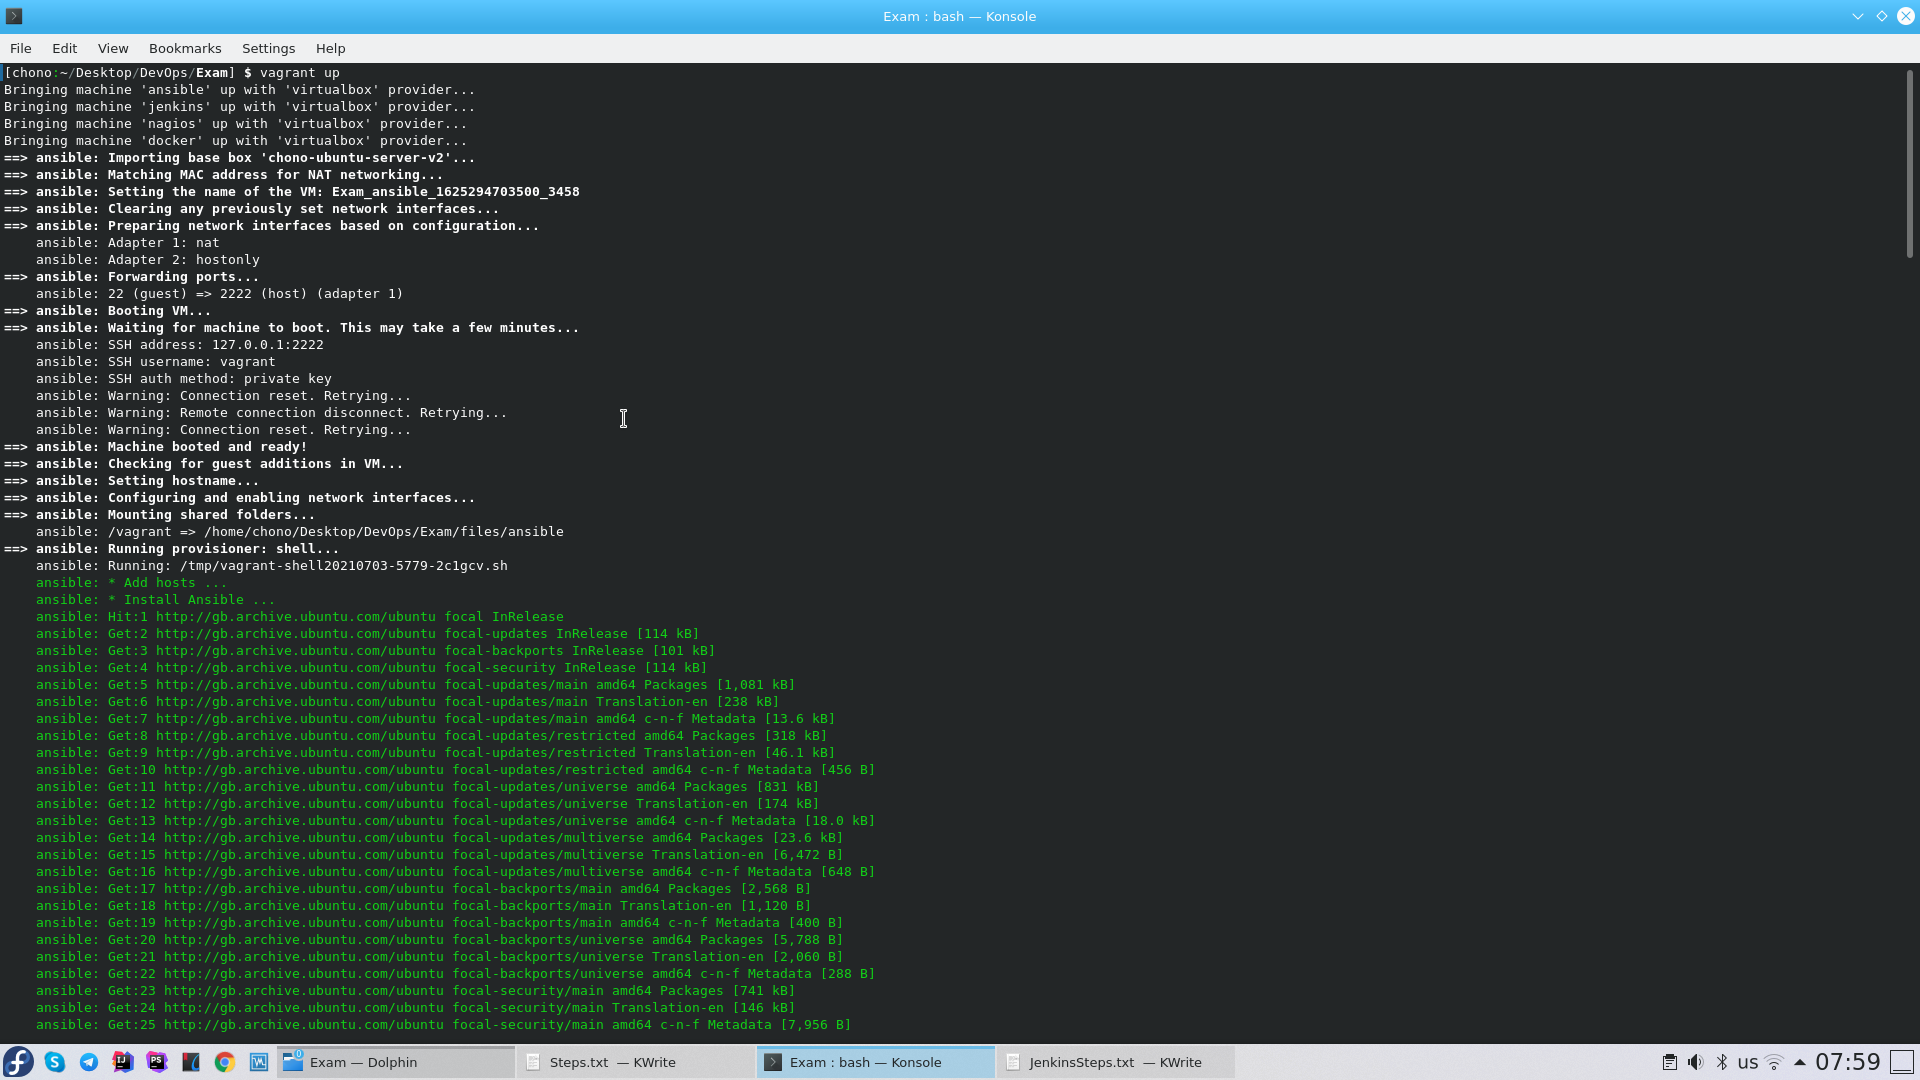 Exam : bash — Konsole
File Edit View Bookmarks Settings Help
[chono:~/Desktop/DevOps/Exam] $ vagrant up
Bringing machine 'ansible' up with 'virtualbox' provider...
Bringing machine 'jenkins' up with 'virtualbox' provider...
Bringing machine 'nagios' up with 'virtualbox' provider...
Bringing machine 'docker' up with 'virtualbox' provider...
==> ansible: Importing base box 'chono-ubuntu-server-v2'...
==> ansible: Matching MAC address for NAT networking...
==> ansible: Setting the name of the VM: Exam_ansible_1625294703500_3458
==> ansible: Clearing any previously set network interfaces...
==> ansible: Preparing network interfaces based on configuration...
ansible: Adapter 1: nat
ansible: Adapter 2: hostonly
==> ansible: Forwarding ports...
ansible: 22 (guest) => 2222 (host) (adapter 1)
==> ansible: Booting VM...
==> ansible: Waiting for machine to boot. This may take a few minutes...
ansible: SSH address: 127.0.0.1:2222
ansible: SSH username: vagrant
ansible: SSH auth method: private key
ansible: Warning: Connection reset. Retrying...
ansible: Warning: Remote connection disconnect. Retrying...
ansible: Warning: Connection reset. Retrying...
==> ansible: Machine booted and ready!
==> ansible: Checking for guest additions in VM...
==> ansible: Setting hostname...
==> ansible: Configuring and enabling network interfaces...
==> ansible: Mounting shared folders...
ansible: /vagrant => /home/chono/Desktop/DevOps/Exam/files/ansible
==> ansible: Running provisioner: shell...
ansible: Running: /tmp/vagrant-shell20210703-5779-2c1gcv.sh
ansible: * Add hosts ...
ansible: * Install Ansible ...
ansible: Hit:1 http://gb.archive.ubuntu.com/ubuntu focal InRelease
ansible: Get:2 http://gb.archive.ubuntu.com/ubuntu focal-updates InRelease [114 kB]
ansible: Get:3 http://gb.archive.ubuntu.com/ubuntu focal-backports InRelease [101 kB]
ansible: Get:4 http://gb.archive.ubuntu.com/ubuntu focal-security InRelease [114 kB]
ansible: Get:5 http://gb.archive.ubuntu.com/ubuntu focal-updates/main amd64 Packages [1,081 kB]
ansible: Get:6 http://gb.archive.ubuntu.com/ubuntu focal-updates/main Translation-en [238 kB]
ansible: Get:7 http://gb.archive.ubuntu.com/ubuntu focal-updates/main amd64 c-n-f Metadata [13.6 kB]
ansible: Get:8 http://gb.archive.ubuntu.com/ubuntu focal-updates/restricted amd64 Packages [318 kB]
ansible: Get:9 http://gb.archive.ubuntu.com/ubuntu focal-updates/restricted Translation-en [46.1 kB]
ansible: Get:10 http://gb.archive.ubuntu.com/ubuntu focal-updates/restricted amd64 c-n-f Metadata [456 B]
ansible: Get:11 http://gb.archive.ubuntu.com/ubuntu focal-updates/universe amd64 Packages [831 kB]
ansible: Get:12 http://gb.archive.ubuntu.com/ubuntu focal-updates/universe Translation-en [174 kB]
ansible: Get:13 http://gb.archive.ubuntu.com/ubuntu focal-updates/universe amd64 c-n-f Metadata [18.0 kB]
ansible: Get:14 http://gb.archive.ubuntu.com/ubuntu focal-updates/multiverse amd64 Packages [23.6 kB]
ansible: Get:15 http://gb.archive.ubuntu.com/ubuntu focal-updates/multiverse Translation-en [6,472 B]
ansible: Get:16 http://gb.archive.ubuntu.com/ubuntu focal-updates/multiverse amd64 c-n-f Metadata [648 B]
ansible: Get:17 http://gb.archive.ubuntu.com/ubuntu focal-backports/main amd64 Packages [2,568 B]
ansible: Get:18 http://gb.archive.ubuntu.com/ubuntu focal-backports/main Translation-en [1,120 B]
ansible: Get:19 http://gb.archive.ubuntu.com/ubuntu focal-backports/main amd64 c-n-f Metadata [400 B]
ansible: Get:20 http://gb.archive.ubuntu.com/ubuntu focal-backports/universe amd64 Packages [5,788 B]
ansible: Get:21 http://gb.archive.ubuntu.com/ubuntu focal-backports/universe Translation-en [2,060 B]
ansible: Get:22 http://gb.archive.ubuntu.com/ubuntu focal-backports/universe amd64 c-n-f Metadata [288 B]
ansible: Get:23 http://gb.archive.ubuntu.com/ubuntu focal-security/main amd64 Packages [741 kB]
ansible: Get:24 http://gb.archive.ubuntu.com/ubuntu focal-security/main Translation-en [146 kB]
ansible: Get:25 http://gb.archive.ubuntu.com/ubuntu focal-security/main amd64 c-n-f Metadata [7,956 B]
Exam — Dolphin Steps.txt — KWrite Exam : bash — Konsole JenkinsSteps.txt — KWrite us 07:59